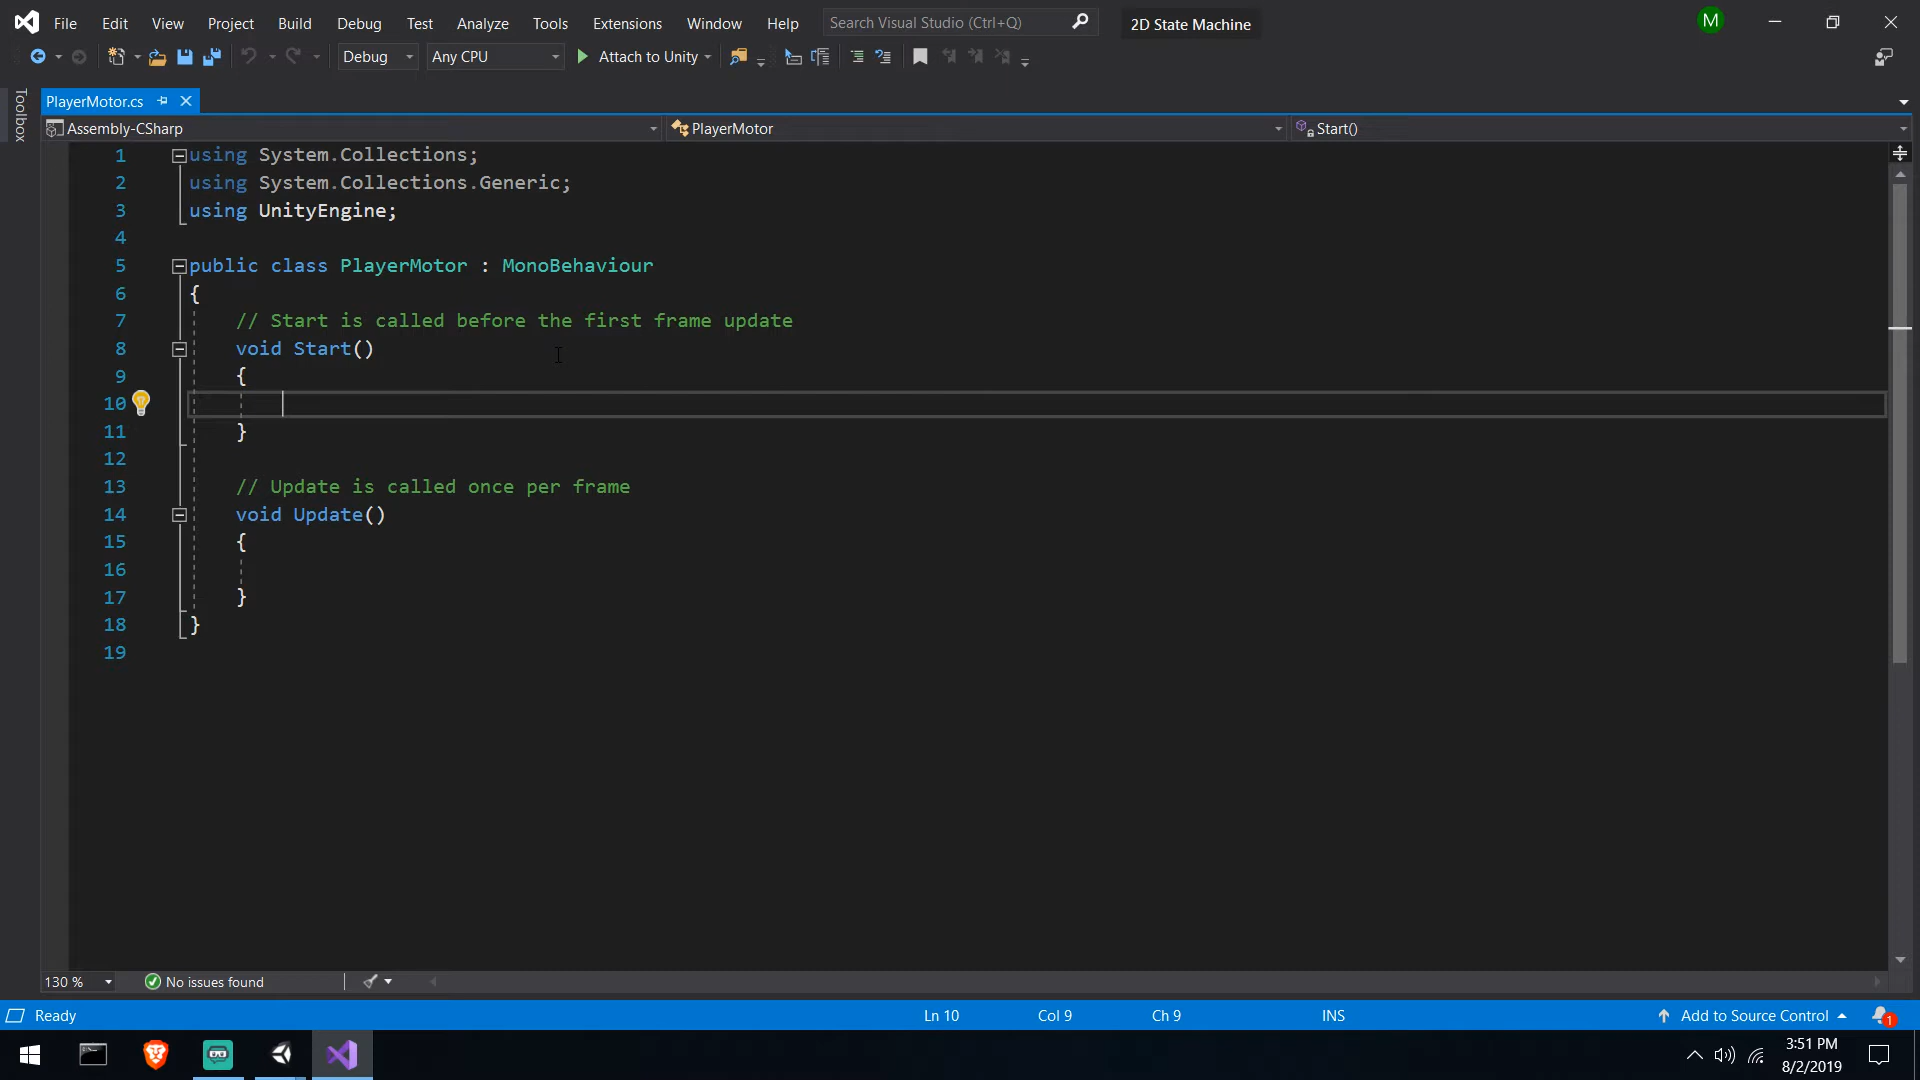 File Edit View Project Build Debug Test Analyze Tools Extensions Window Help Search Visual Studio (Ctrl+Q) 2D State Machine M
Debug Any CPU Attach to Unity
Toolbox
PlayerMotor.cs
Assembly-CSharp PlayerMotor Start()
1 using System.Collections;
2 using System.Collections.Generic;
3 using UnityEngine;
4
5 public class PlayerMotor : MonoBehaviour
6 {
7 // Start is called before the first frame update
8 void Start()
9 {
10
11 }
12
13 // Update is called once per frame
14 void Update()
15 {
16
17 }
18 }
19
130 % No issues found
Ready Ln 10 Col 9 Ch 9 INS Add to Source Control 1
3:51 PM
8/2/2019